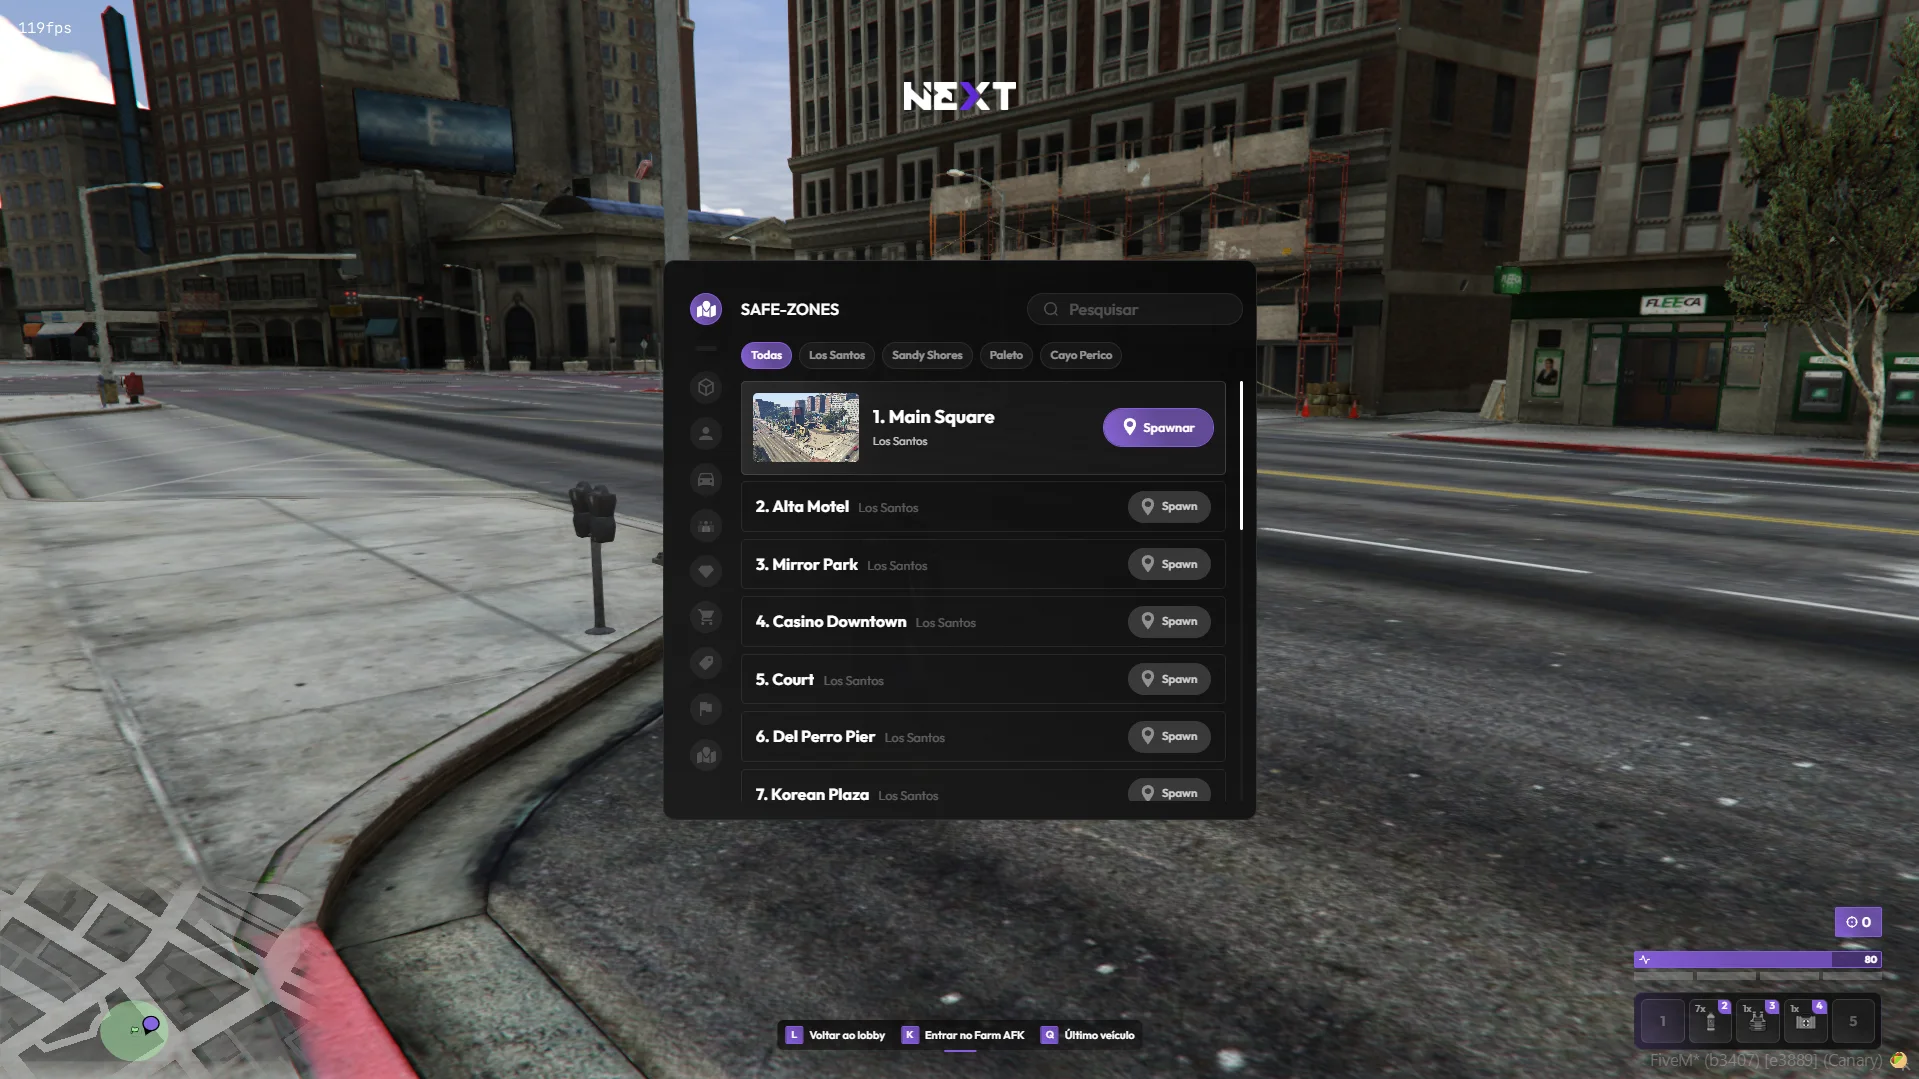 119fps
NEXT
FLEECA
SAFE-ZONES
Pesquisar
Todas
Los Santos
Sandy Shores
Paleto
Cayo Perico
1. Main Square
Los Santos
Spawnar
2. Alta Motel Los Santos
Spawn
3. Mirror Park Los Santos
Spawn
4. Casino Downtown Los Santos
Spawn
5. Court Los Santos
Spawn
6. Del Perro Pier Los Santos
Spawn
7. Korean Plaza Los Santos
Spawn
0
80
1
7x 2
1x 3
1x 4
5
L Voltar ao lobby
K Entrar no Farm AFK
Q Último veículo
FiveM* (b3407) [e3889] (Canary)